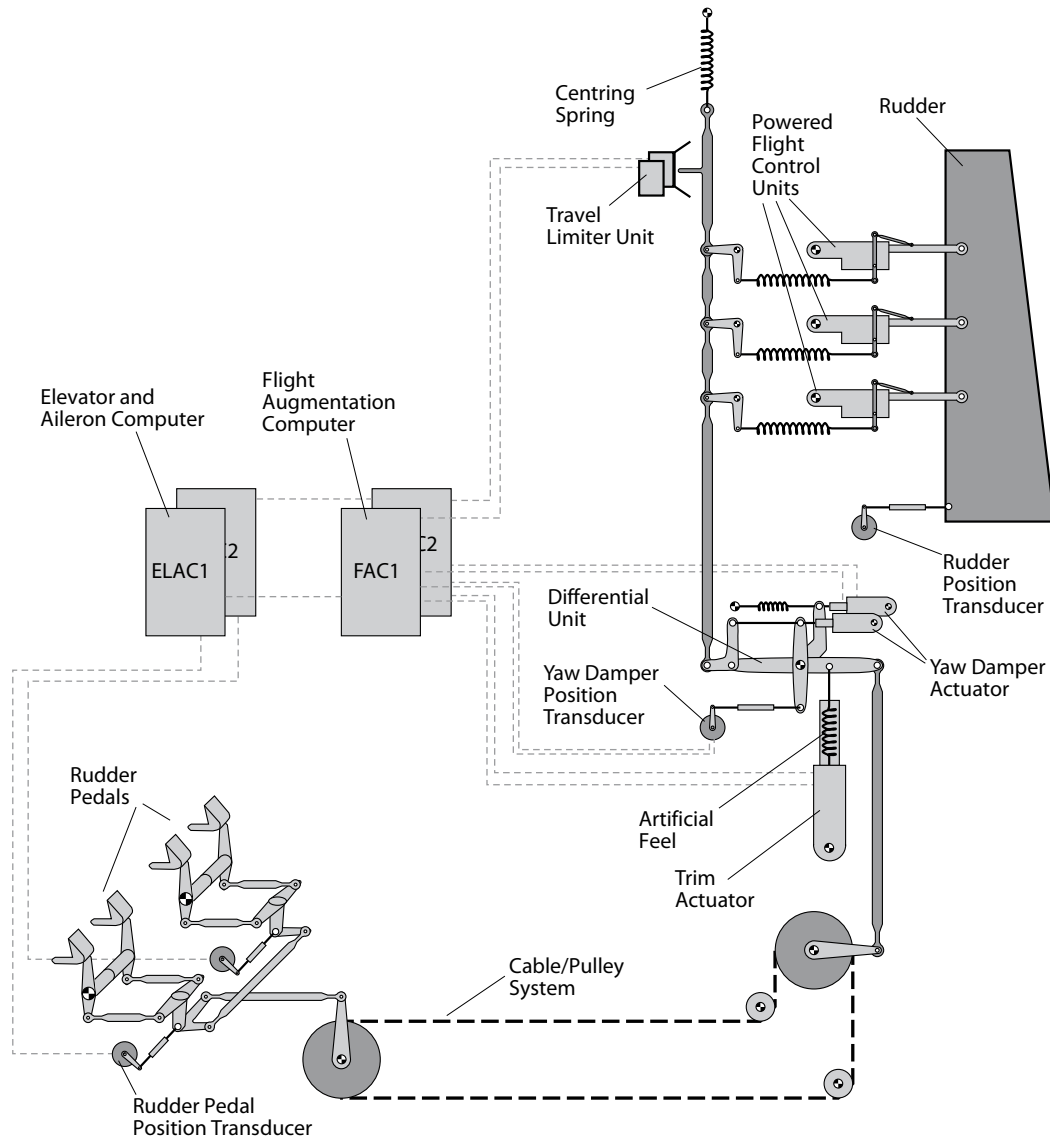 Centring
Spring
Powered
Flight
Control
Units
Rudder
Travel
Limiter Unit
Elevator and
Aileron Computer
Flight
Augmentation
Computer
C2
ELAC1
C2
FAC1
Rudder
Position
Transducer
Differential
Unit
Yaw Damper
Position
Transducer
Yaw Damper
Actuator
Rudder
Pedals
Artificial
Feel
Trim
Actuator
Cable/Pulley
System
Rudder Pedal
Position Transducer